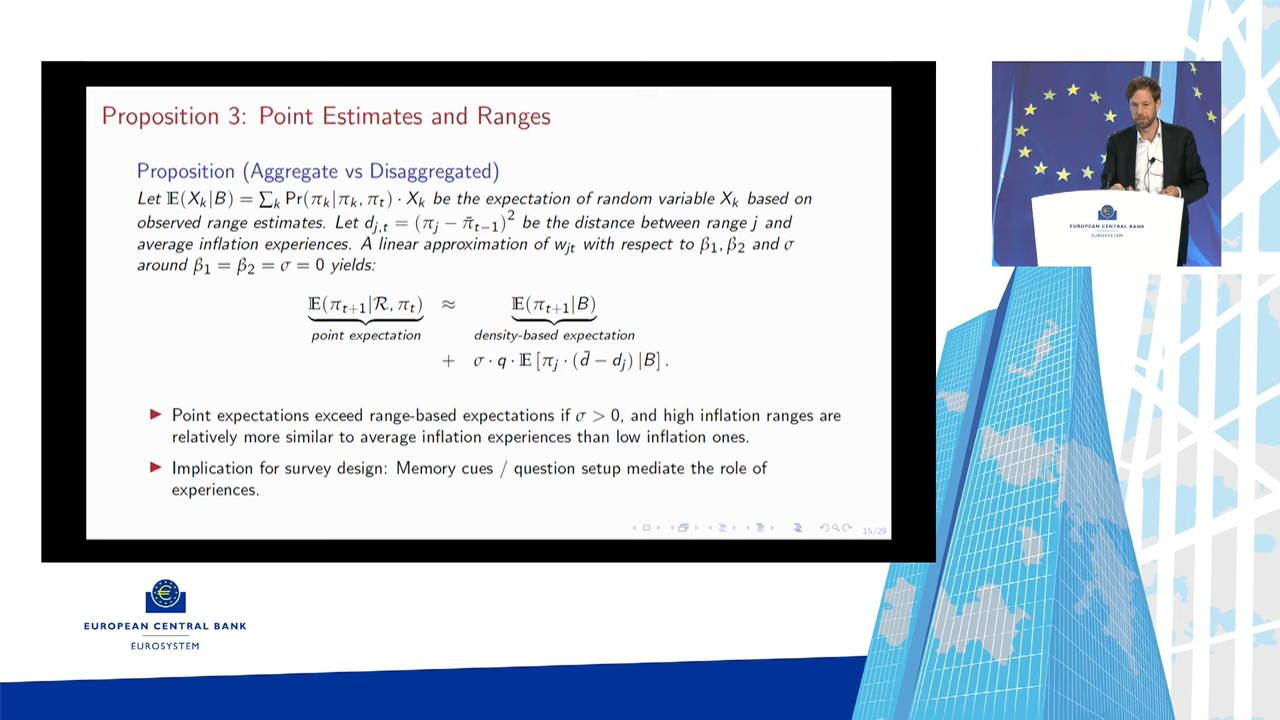 Proposition 3: Point Estimates and Ranges
Proposition (Aggregate vs Disaggregated)
Let 𝔼(X_k|B) = ∑_k Pr(π_k|π_k, π_t) · X_k be the expectation of random variable X_k based on
observed range estimates. Let d_{j,t} = (π_j − π̄_{t−1})² be the distance between range j and
average inflation experiences. A linear approximation of w_{jt} with respect to β₁, β₂ and σ
around β₁ = β₂ = σ = 0 yields:
𝔼(π_{t+1}|ℛ, π_t) ≈ 𝔼(π_{t+1}|B)
point expectation density-based expectation
+ σ · q · 𝔼 [π_j · (d̄ − d_j) |B] .
▶ Point expectations exceed range-based expectations if σ > 0, and high inflation ranges are
relatively more similar to average inflation experiences than low inflation ones.
▶ Implication for survey design: Memory cues / question setup mediate the role of
experiences.
15/29
EUROPEAN CENTRAL BANK
EUROSYSTEM
EUROPEAN CENTRAL BANK
EUROSYSTEM